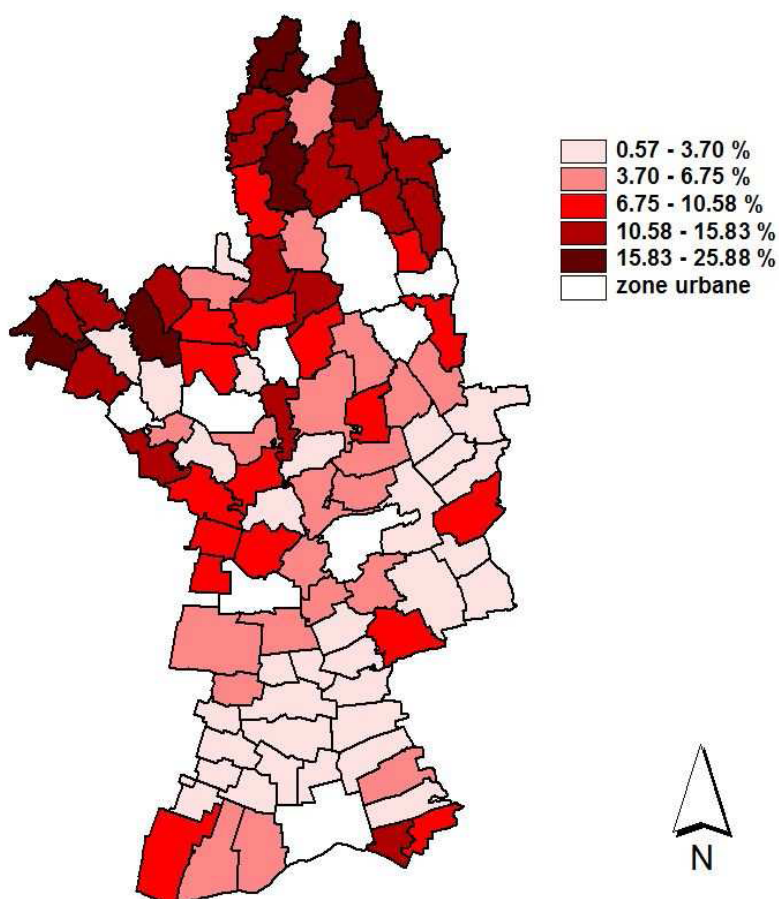 0.57 - 3.70 %
3.70 - 6.75 %
6.75 - 10.58 %
10.58 - 15.83 %
15.83 - 25.88 %
zone urbane
N